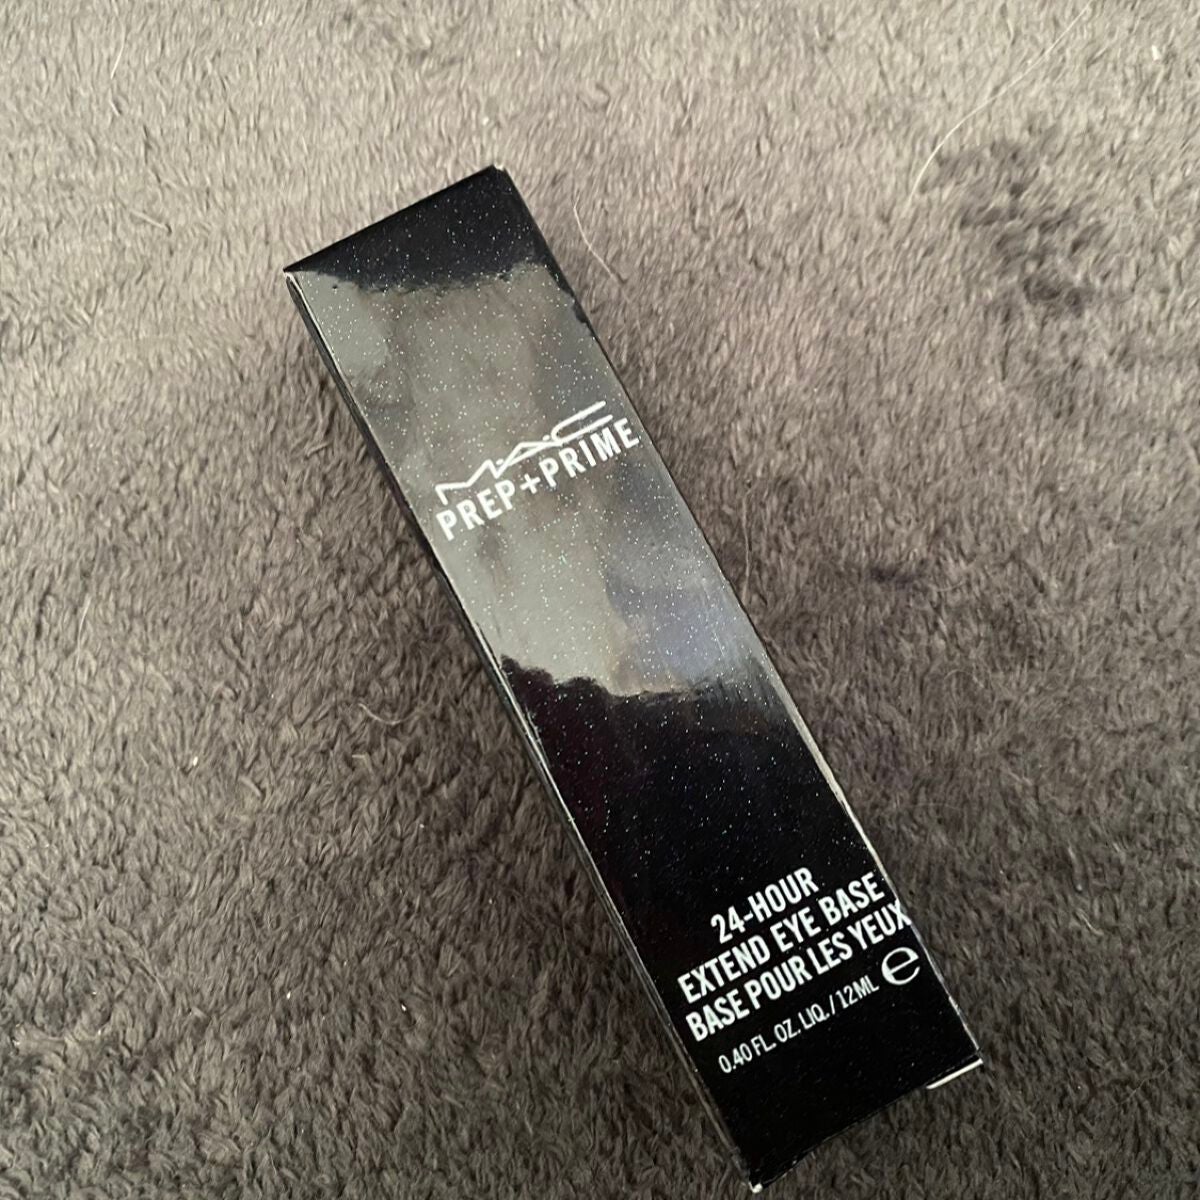 MAC
PREP+PRIME
24-HOUR
EXTEND EYE BASE
BASE POUR LES YEUX
0.40 FL. OZ. LIQ. / 12ML e